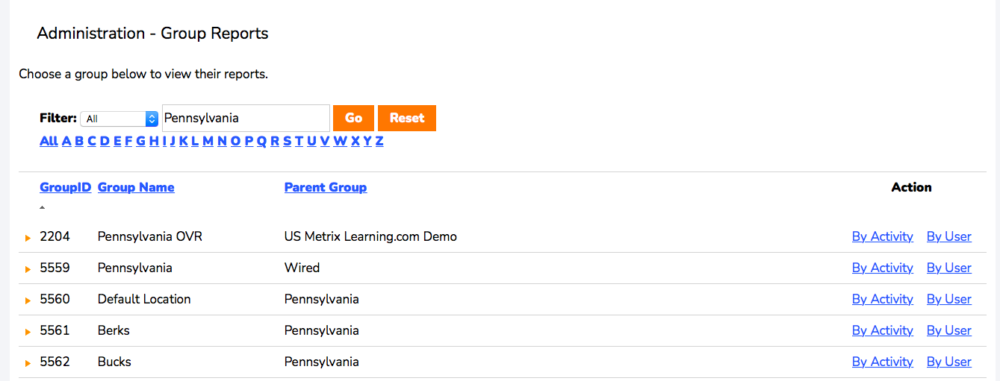 Administration - Group Reports
Choose a group below to view their reports.
Filter: All Pennsylvania Go Reset
All A B C D E F G H I J K L M N O P Q R S T U V W X Y Z
GroupID Group Name Parent Group Action
2204 Pennsylvania OVR US Metrix Learning.com Demo By Activity By User
5559 Pennsylvania Wired By Activity By User
5560 Default Location Pennsylvania By Activity By User
5561 Berks Pennsylvania By Activity By User
5562 Bucks Pennsylvania By Activity By User